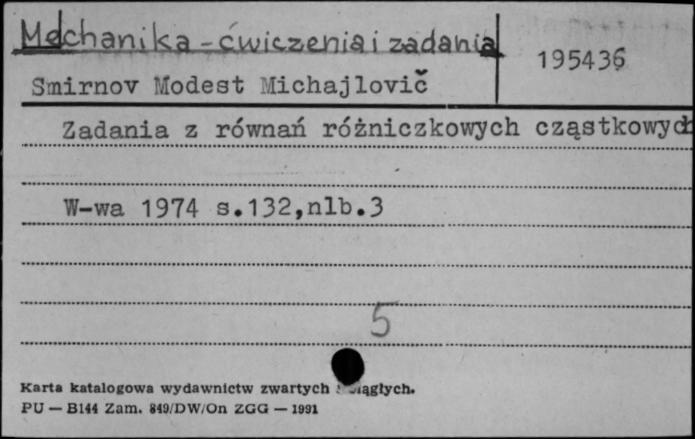 Mechanika - ćwiczenia i zadania
195436
Smirnov Modest Michajlovič
Zadania z równań różniczkowych cząstkowych
W-wa 1974 s.132,nlb.3
5
Karta katalogowa wydawnictw zwartych i ciągłych.
PU — B144 Zam. 849/DW/On ZGG — 1991